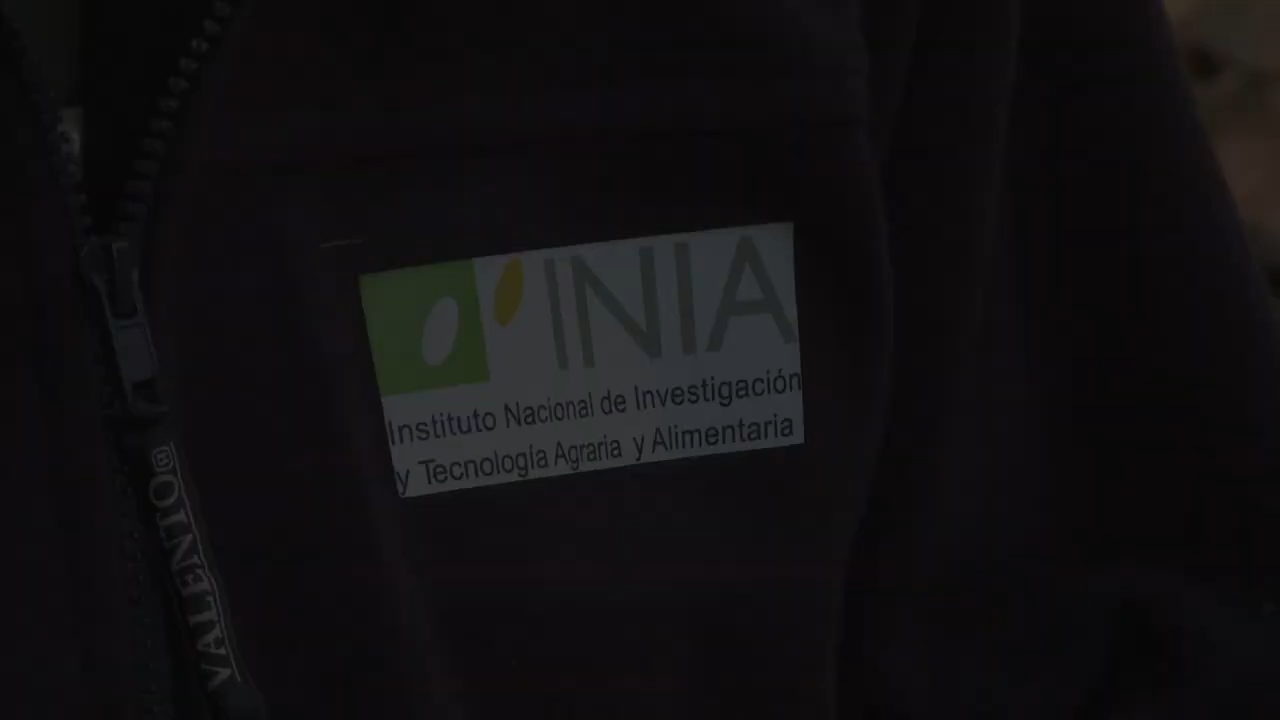 INIA
Instituto Nacional de Investigación
y Tecnología Agraria y Alimentaria
VALENTO®